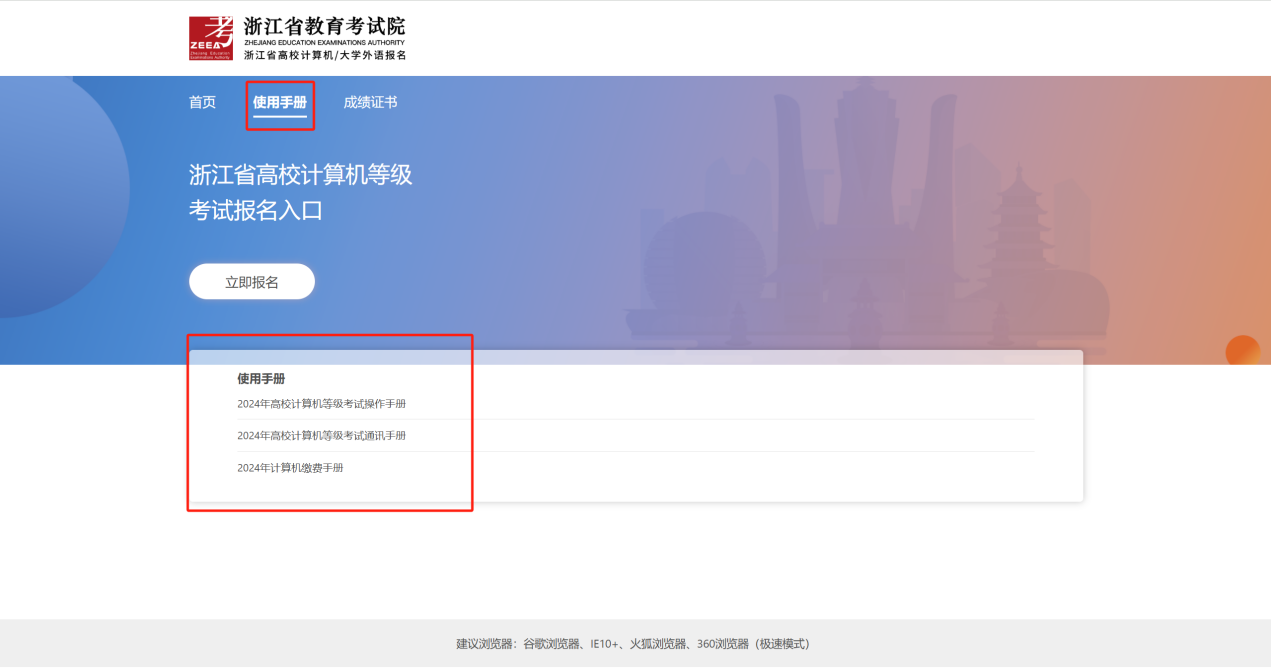 浙江省教育考试院
ZHEJIANG EDUCATION EXAMINATIONS AUTHORITY
浙江省高校计算机/大学外语报名
考
ZEEA
Zhejiang Education
Examinations Authority
首页
使用手册
成绩证书
浙江省高校计算机等级
考试报名入口
立即报名
使用手册
2024年高校计算机等级考试操作手册
2024年高校计算机等级考试通讯手册
2024年计算机缴费手册
建议浏览器：谷歌浏览器、IE10+、火狐浏览器、360浏览器（极速模式）